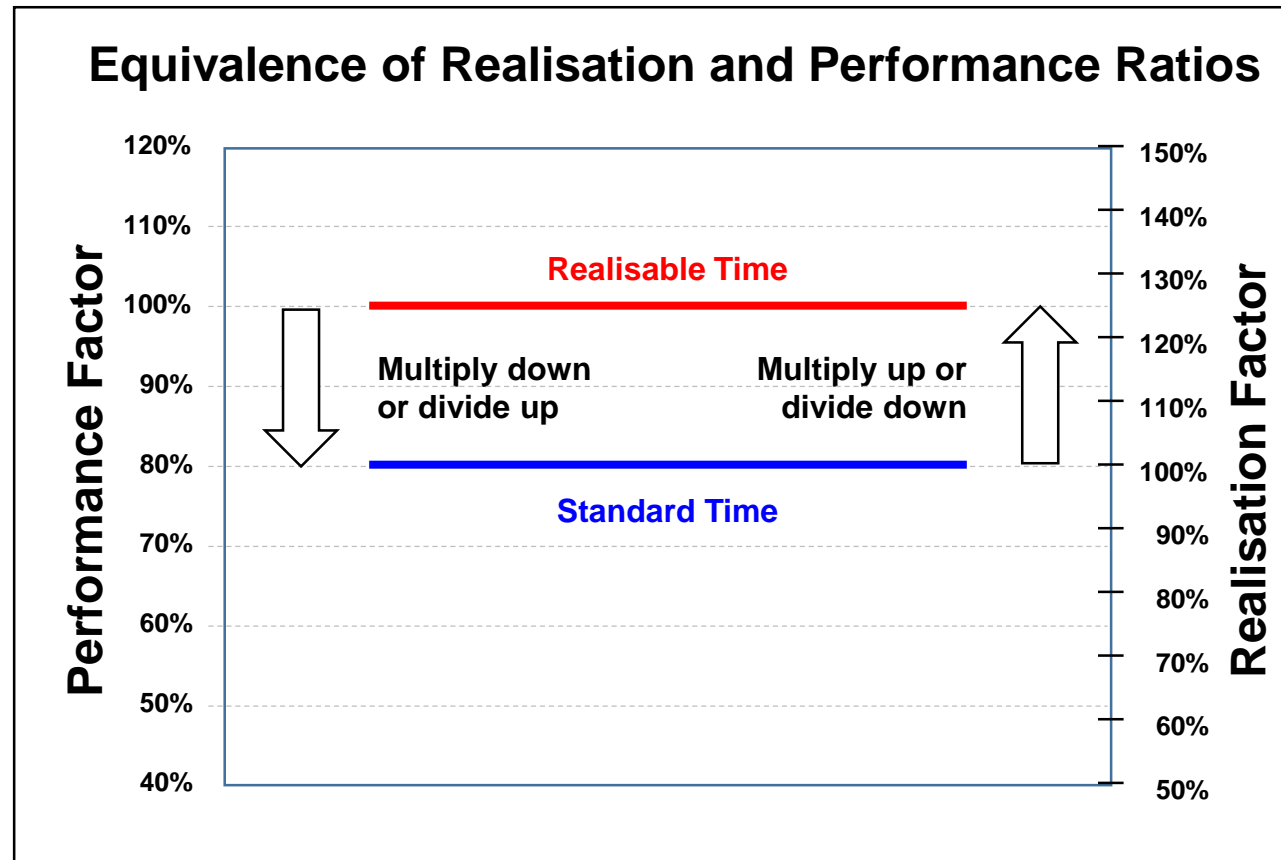 Equivalence of Realisation and Performance Ratios
Performance Factor
120%
110%
100%
90%
80%
70%
60%
50%
40%
Realisable Time
Multiply down
or divide up
Multiply up or
divide down
Standard Time
150%
140%
130%
120%
110%
100%
90%
80%
70%
60%
50%
Realisation Factor